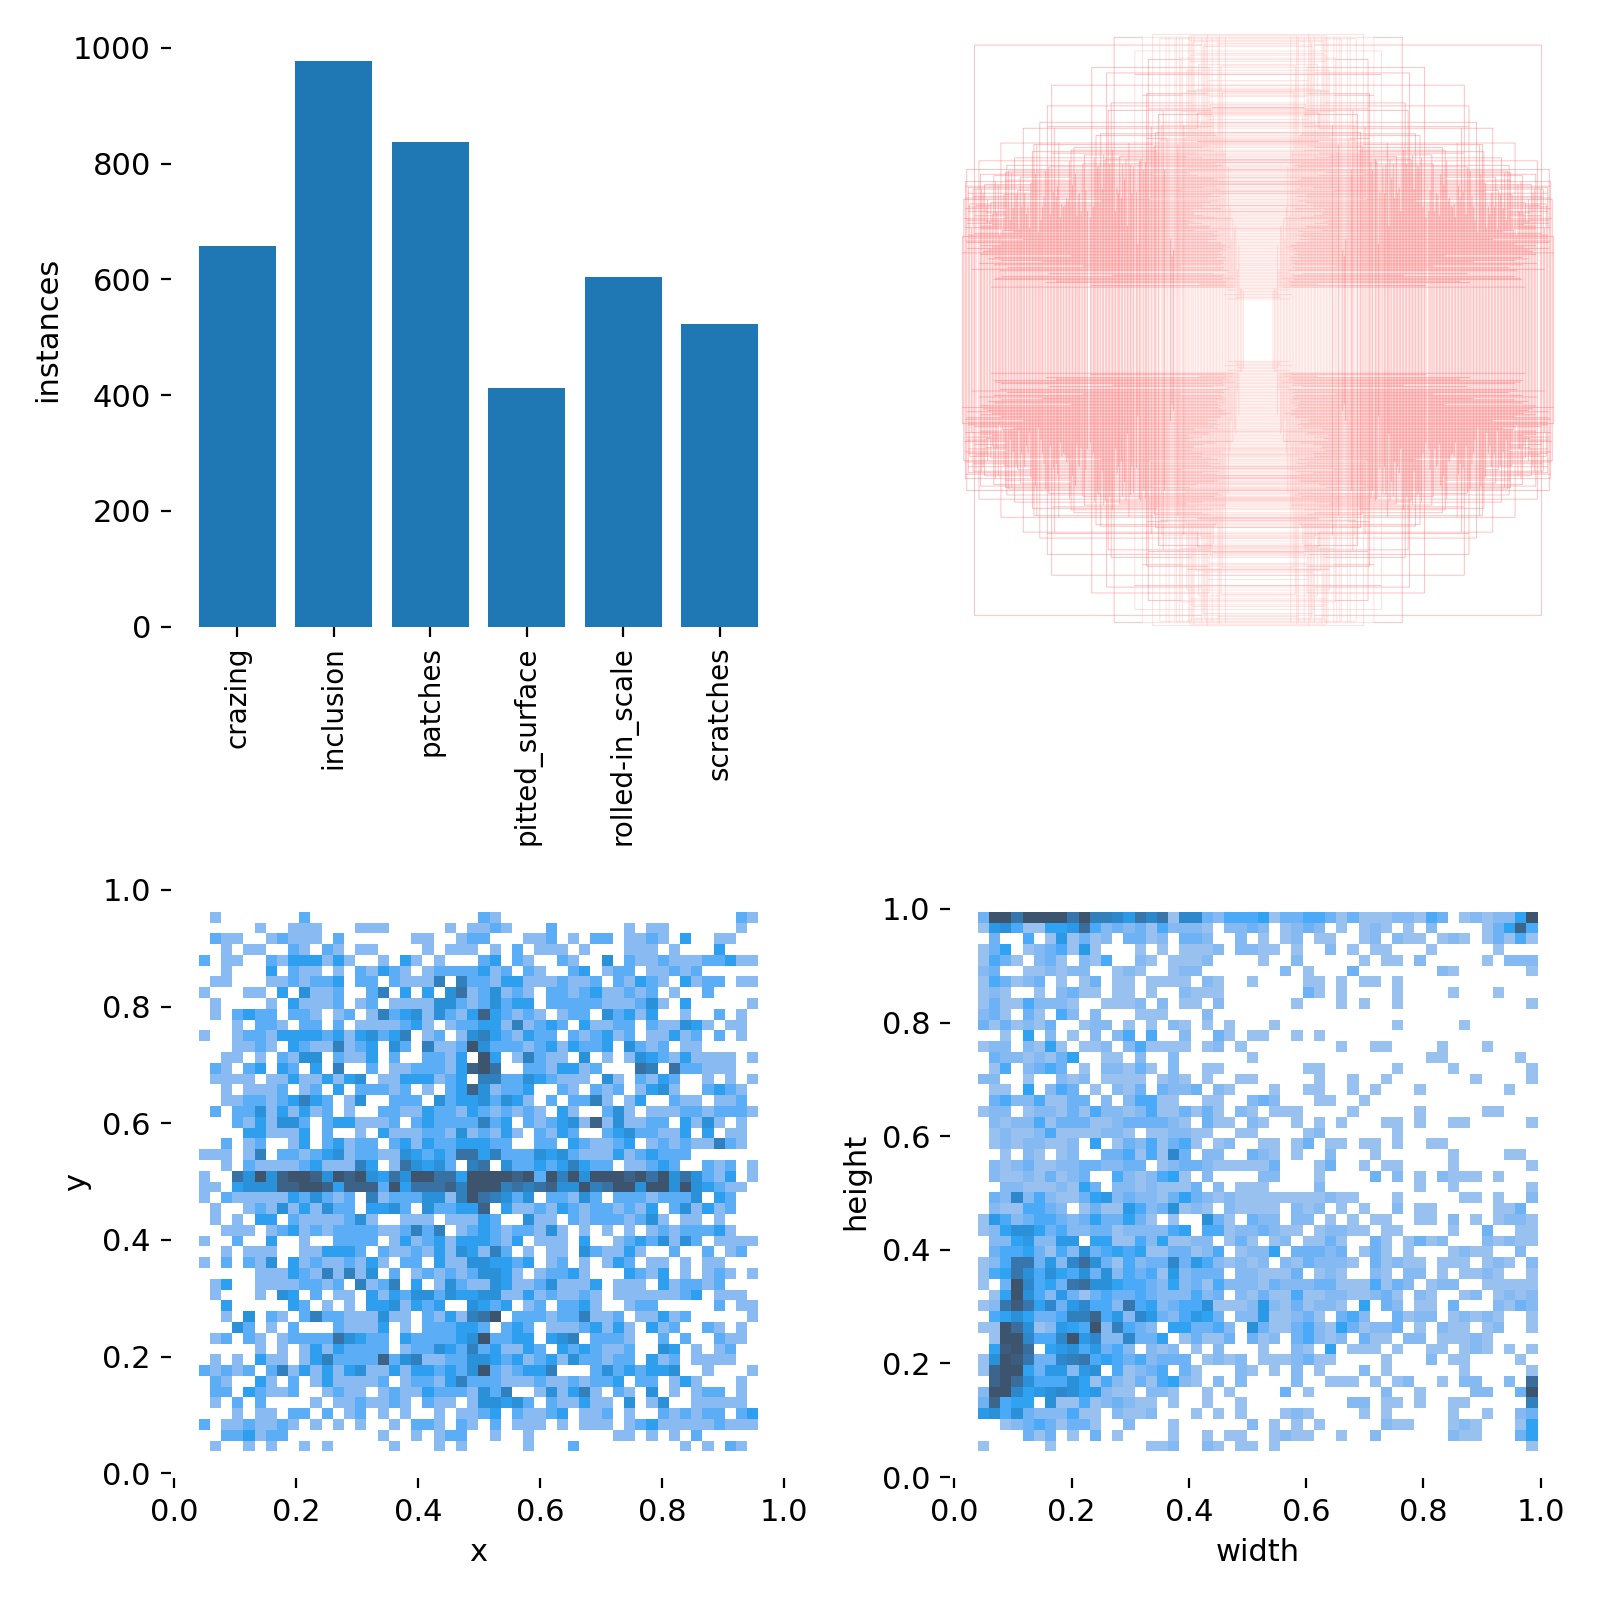 1000
800
600
400
200
0
instances
crazing
inclusion
patches
pitted_surface
rolled-in_scale
scratches
1.0
0.8
0.6
0.4
0.2
0.0
y
0.0 0.2 0.4 0.6 0.8 1.0
x
1.0
0.8
0.6
0.4
0.2
0.0
height
0.0 0.2 0.4 0.6 0.8 1.0
width